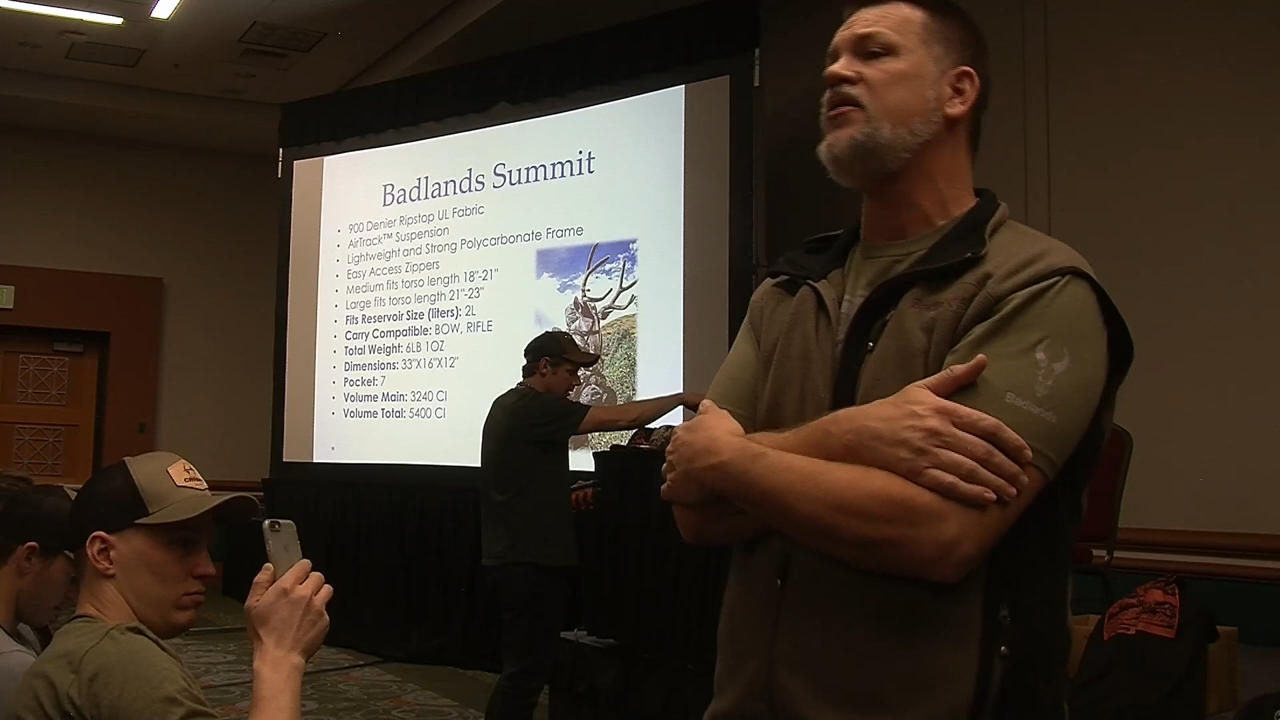 Badlands Summit
• 900 Denier Ripstop UL Fabric
• AirTrack™ Suspension
• Lightweight and Strong Polycarbonate Frame
• Easy Access Zippers
• Medium fits torso length 18"-21"
• Large fits torso length 21"-23"
• Fits Reservoir Size (liters): 2L
• Carry Compatible: BOW, RIFLE
• Total Weight: 6LB 1OZ
• Dimensions: 33"X16"X12"
• Pocket: 7
• Volume Main: 3240 CI
• Volume Total: 5400 CI
Badlands